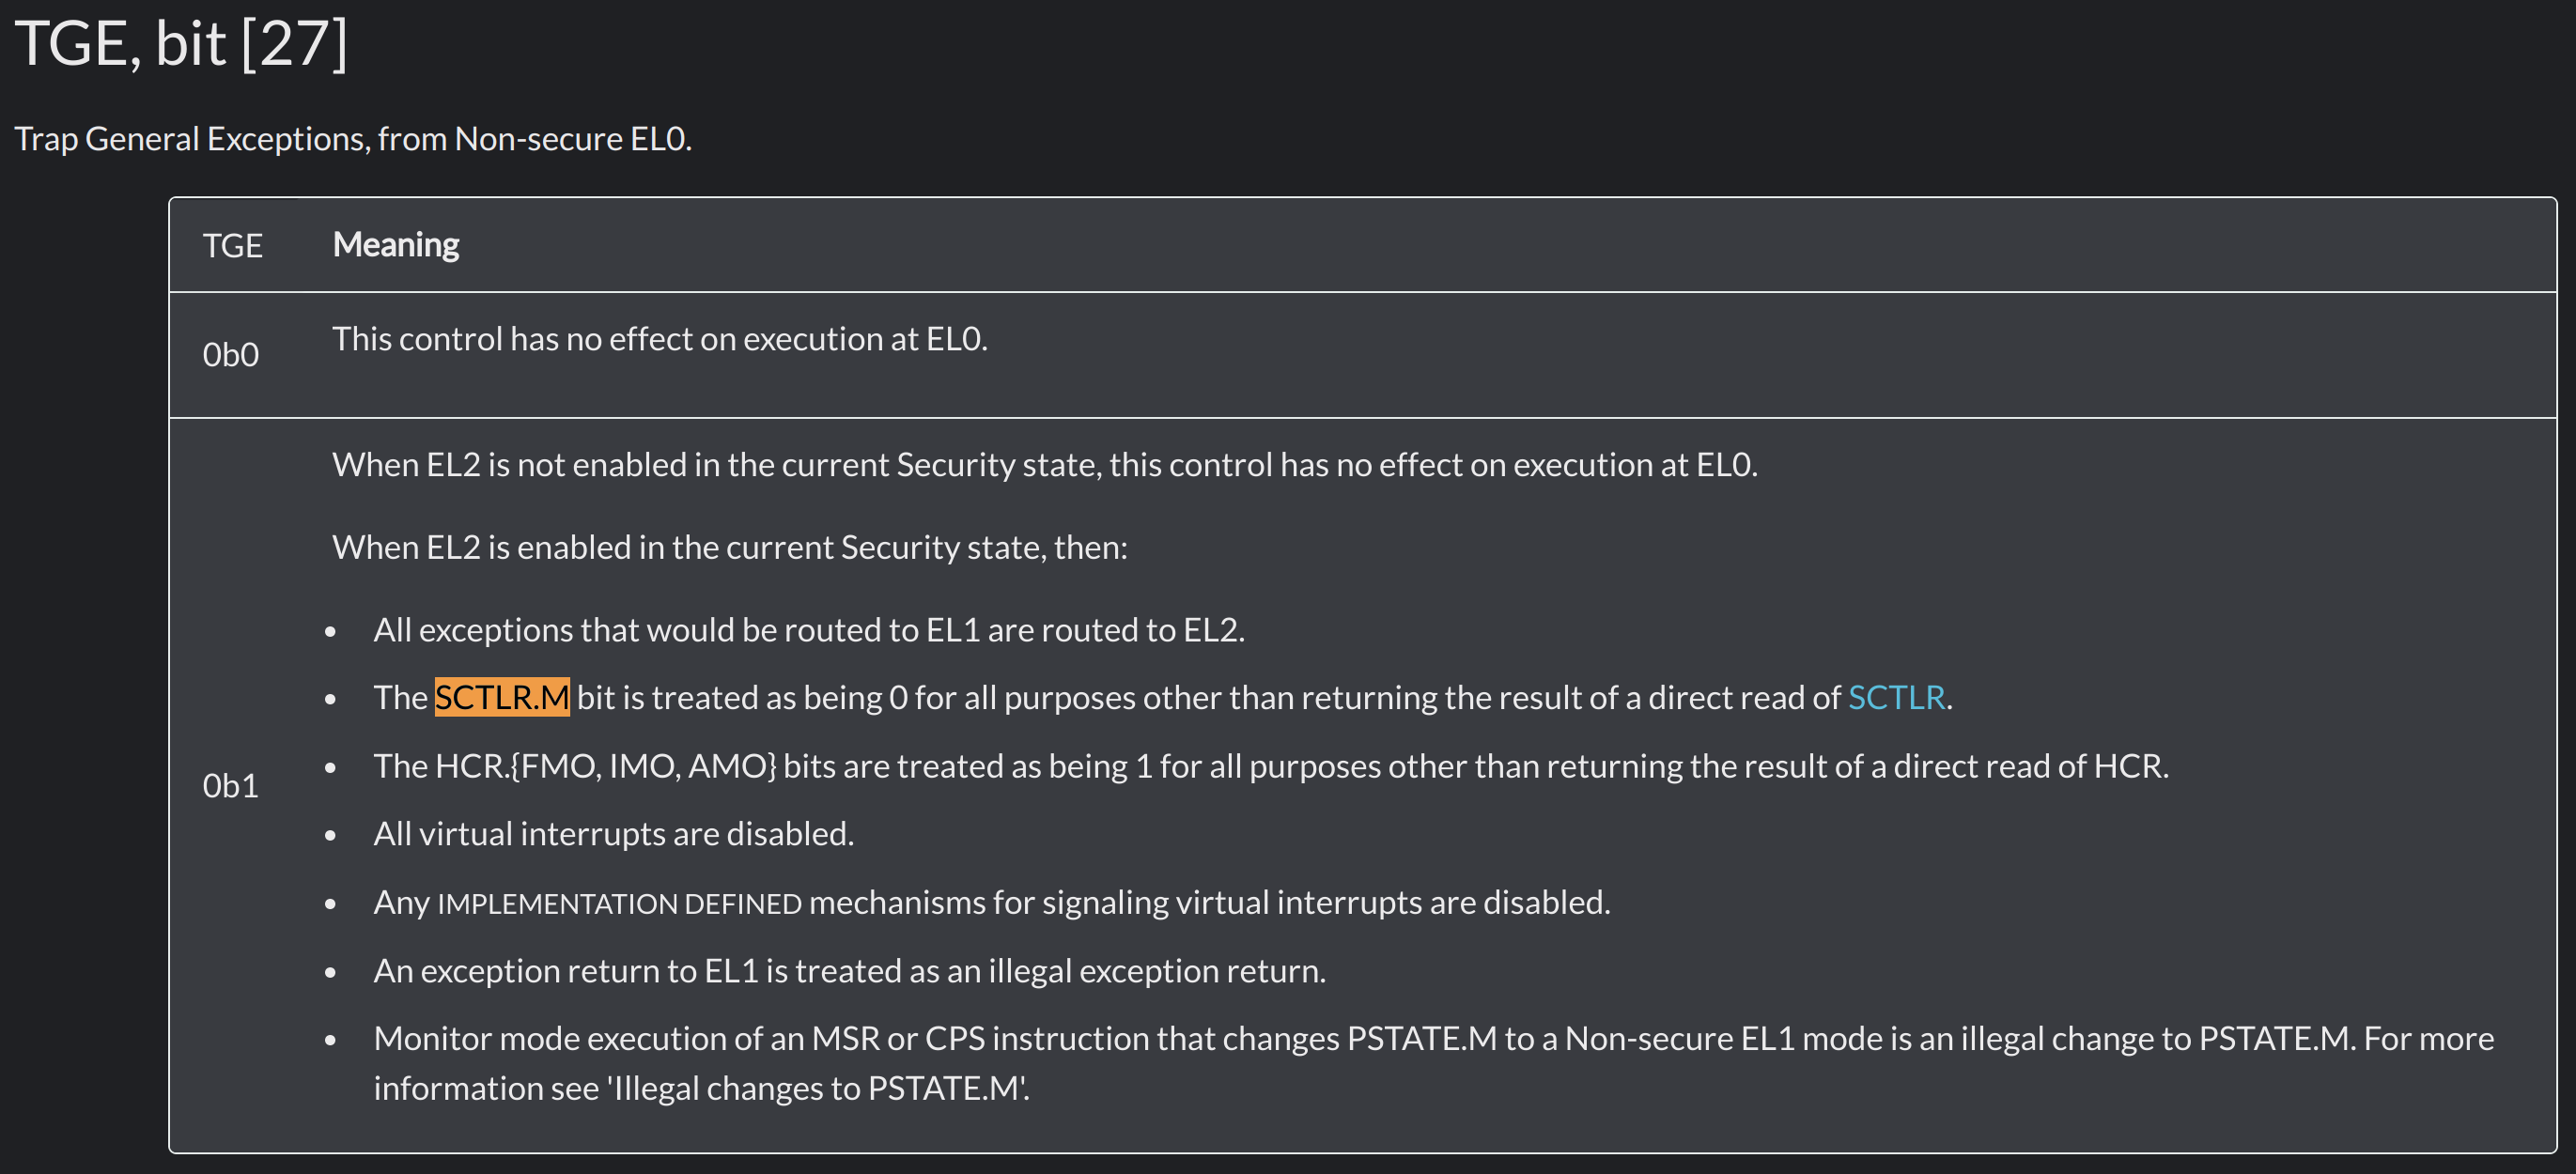 TGE, bit [27]
Trap General Exceptions, from Non-secure EL0.
TGE Meaning
0b0 This control has no effect on execution at EL0.
When EL2 is not enabled in the current Security state, this control has no effect on execution at EL0.
When EL2 is enabled in the current Security state, then:
• All exceptions that would be routed to EL1 are routed to EL2.
• The SCTLR.M bit is treated as being 0 for all purposes other than returning the result of a direct read of SCTLR.
• The HCR.{FMO, IMO, AMO} bits are treated as being 1 for all purposes other than returning the result of a direct read of HCR.
0b1
• All virtual interrupts are disabled.
• Any IMPLEMENTATION DEFINED mechanisms for signaling virtual interrupts are disabled.
• An exception return to EL1 is treated as an illegal exception return.
• Monitor mode execution of an MSR or CPS instruction that changes PSTATE.M to a Non-secure EL1 mode is an illegal change to PSTATE.M. For more
information see 'Illegal changes to PSTATE.M'.